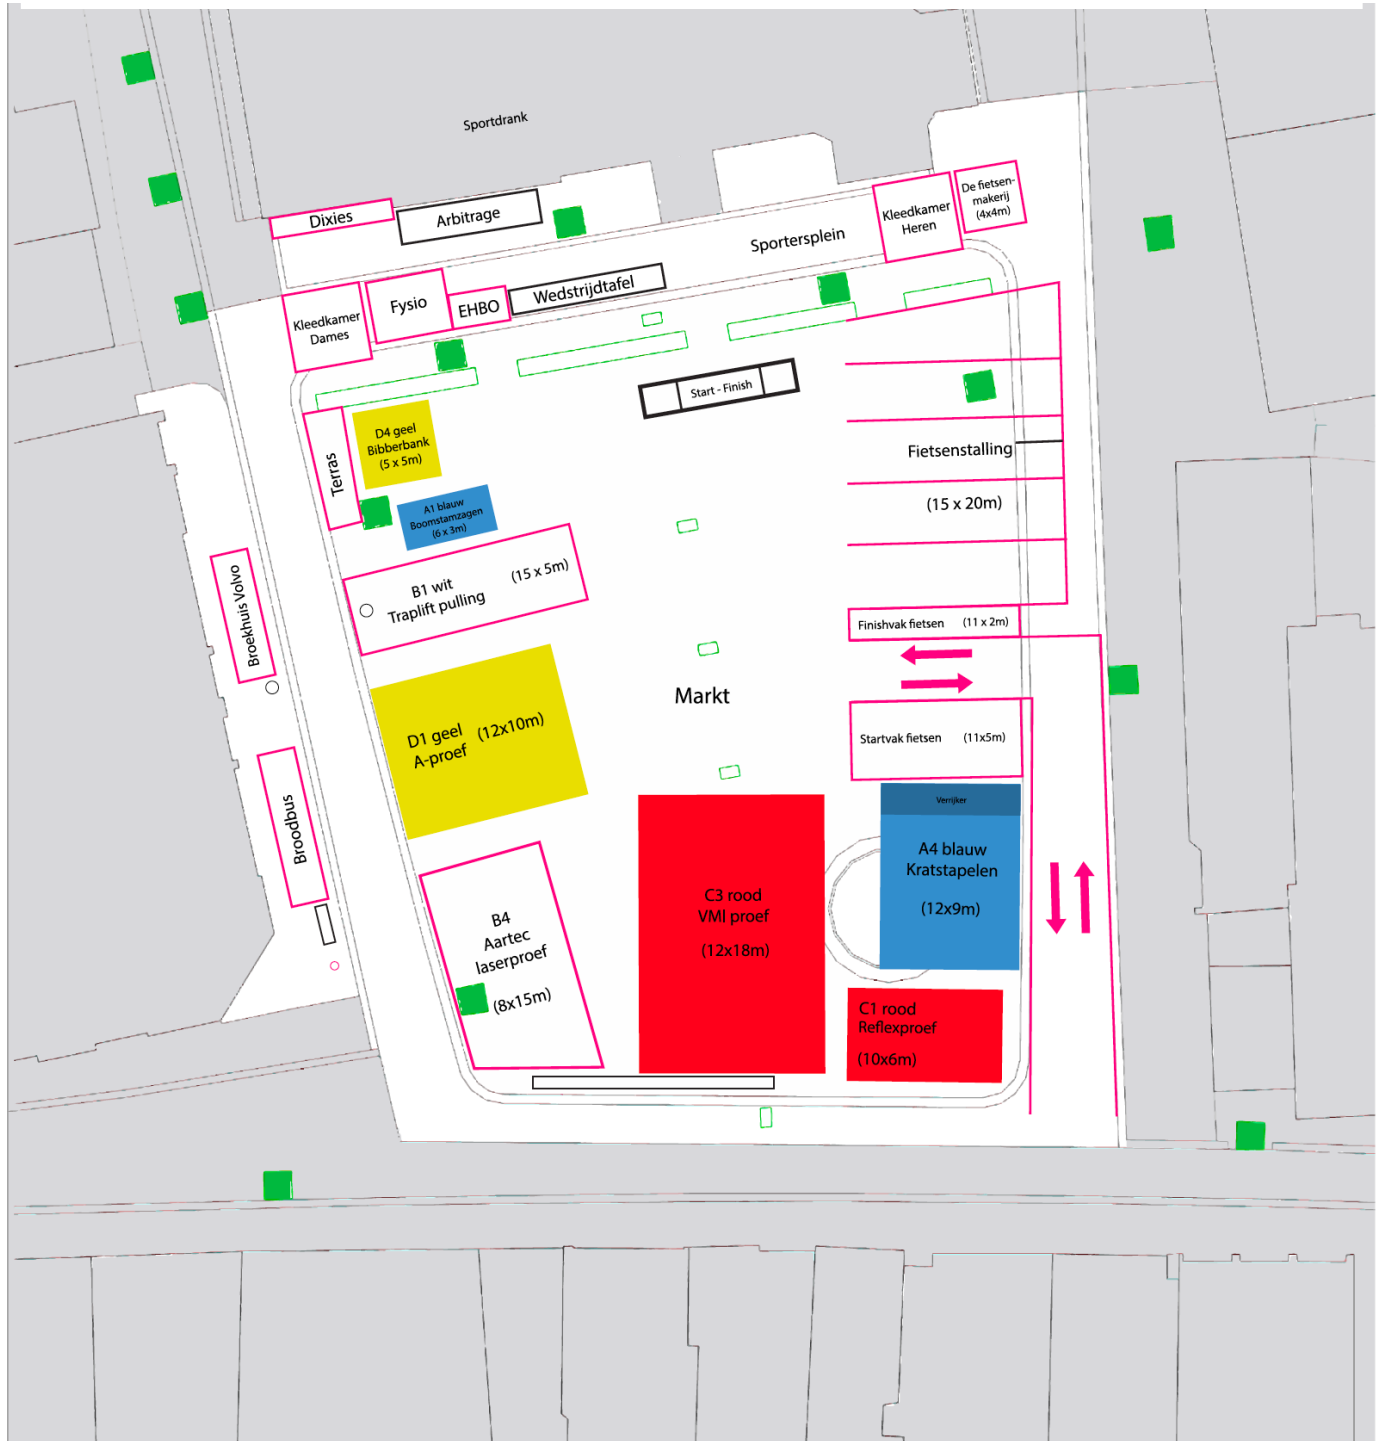 Sportdrank
Dixies
Arbitrage
De fietsen-
makerij
(4x4m)
Kleedkamer
Heren
Sportersplein
Kleedkamer
Dames
Fysio
EHBO
Wedstrijdtafel
Start - Finish
D4 geel
Bibberbank
(5 x 5m)
Terras
A1 blauw
Boomstamzagen
(6 x 3m)
Fietsenstalling
(15 x 20m)
B1 wit
Traplift pulling
(15 x 5m)
Broekhuis Volvo
Finishvak fietsen (11 x 2m)
Markt
D1 geel
A-proef
(12x10m)
Startvak fietsen (11x5m)
Broodbus
Verrijker
A4 blauw
Kratstapelen
(12x9m)
C3 rood
VMI proef
(12x18m)
B4
Aartec
laserproef
(8x15m)
C1 rood
Reflexproef
(10x6m)